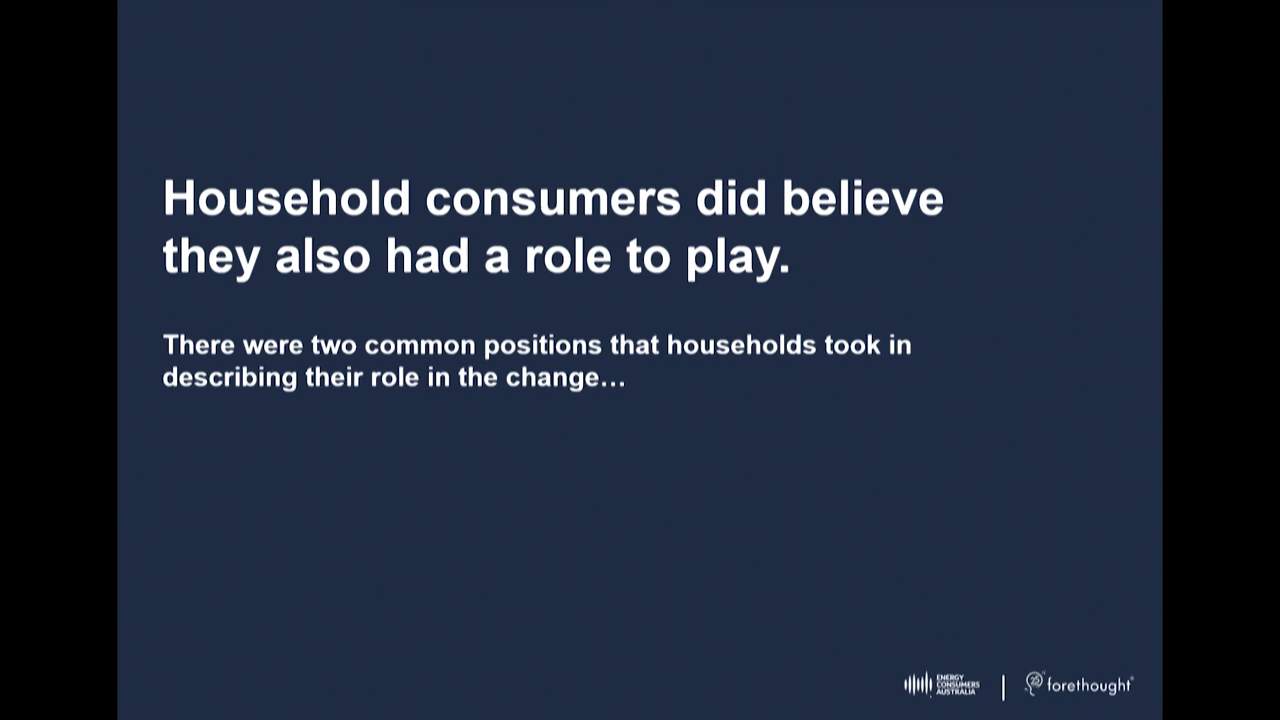 Household consumers did believe
they also had a role to play.
There were two common positions that households took in
describing their role in the change…
ENERGY
CONSUMERS
AUSTRALIA
forethought